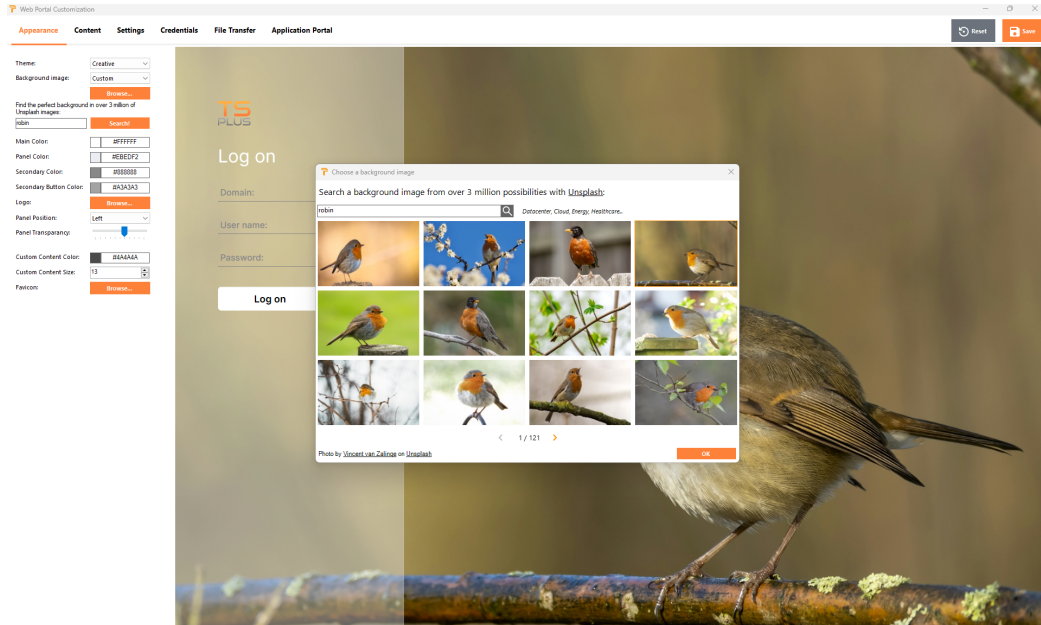 Web Portal Customization
Appearance Content Settings Credentials File Transfer Application Portal
Reset
Save
Theme: Creative
Background image: Custom
Browse...
Find the perfect background in over 3 million of
Unsplash images:
robin Search!
Main Color: #FFFFFF
Panel Color: #EBEDF2
Secondary Color: #888888
Secondary Button Color: #A3A3A3
Logo: Browse...
Panel Position: Left
Panel Transparency:
Custom Content Color: #4A4A4A
Custom Content Size: 13
Favicon: Browse...
TS
PLUS
Log on
Domain:
User name:
Password:
Log on
Choose a background image
Search a background image from over 3 million possibilities with Unsplash:
robin
Datacenter, Cloud, Energy, Healthcare..
1 / 121
Photo by Vincent van Zalinge on Unsplash
OK